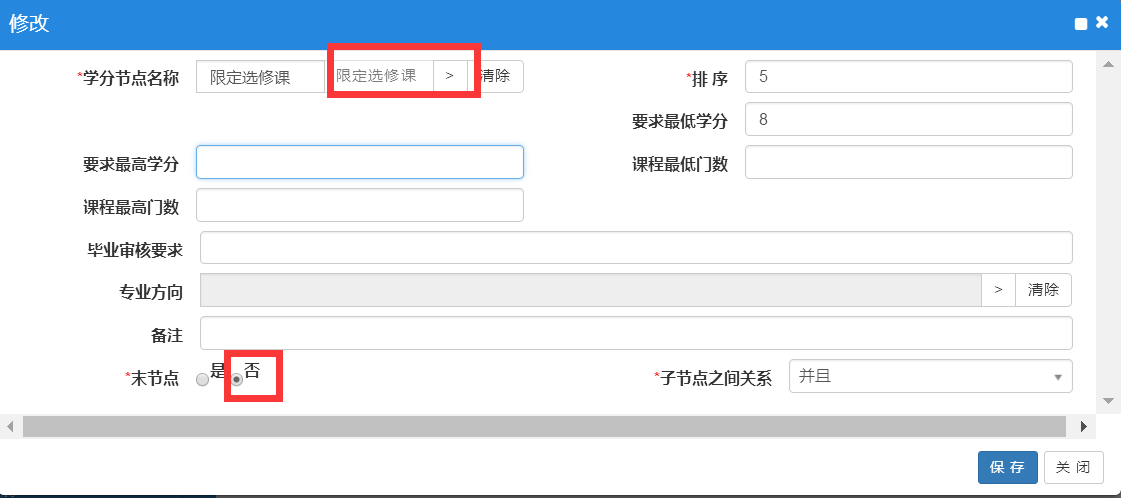 修改
*学分节点名称 限定选修课 限定选修课 > 清除 *排 序 5
要求最低学分 8
要求最高学分 课程最低门数
课程最高门数
毕业审核要求
专业方向 > 清除
备注
*末节点 是 否 *子节点之间关系 并且
保 存 关 闭